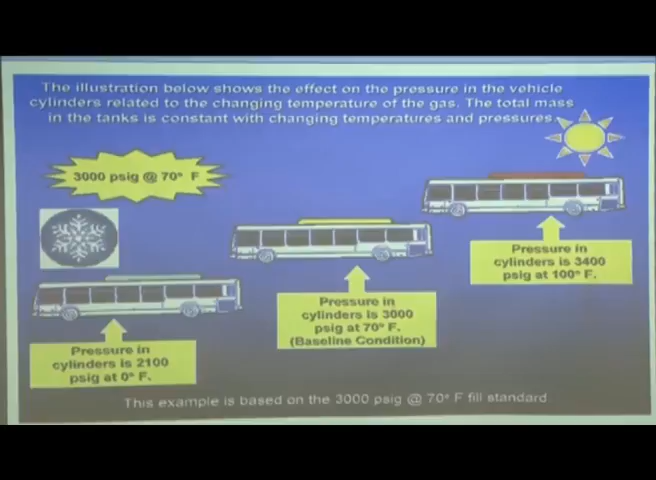 The illustration below shows the effect on the pressure in the vehicle
cylinders related to the changing temperature of the gas. The total mass
in the tanks is constant with changing temperatures and pressures.
3000 psig @ 70° F
Pressure in
cylinders is 2100
psig at 0° F.
Pressure in
cylinders is 3000
psig at 70° F.
(Baseline Condition)
Pressure in
cylinders is 3400
psig at 100° F.
This example is based on the 3000 psig @ 70° F fill standard